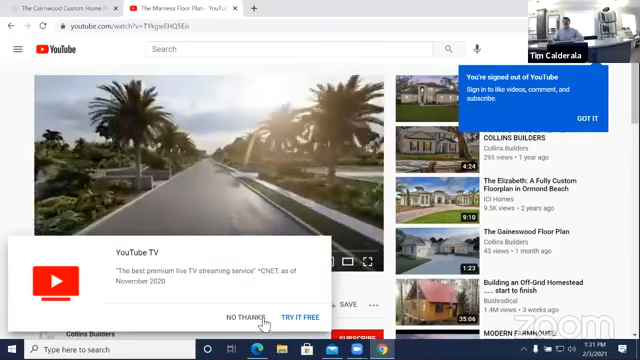 The Cairnwood Custom Home P
The Manresa Floor Plan - YouTu
youtube.com/watch?v=TYkgwEHQ5Eo
YouTube
Search
Tim Calderala
You're signed out of YouTube
Sign in to like videos, comment, and
subscribe.
GOT IT
COLLINS BUILDERS
Collins Builders
295 views • 1 year ago
4:24
The Elizabeth: A Fully Custom
Floorplan in Ormond Beach
ICI Homes
9.5K views • 2 years ago
9:10
The Genevieve Floor Plan
Collins Builders
43 views • 1 month ago
1:23
Building an Off-Grid Homestead
..... start to finish
Bushradical
1.4M views • 3 weeks ago
35:06
MODERN FARMHOUSE
YouTube TV
"The best premium live TV streaming service" *CNET, as of
November 2020
NO THANKS
TRY IT FREE
SAVE
SUBSCRIBE
Collins Builders
zoom
Type here to search
1:31 PM
2/3/2021